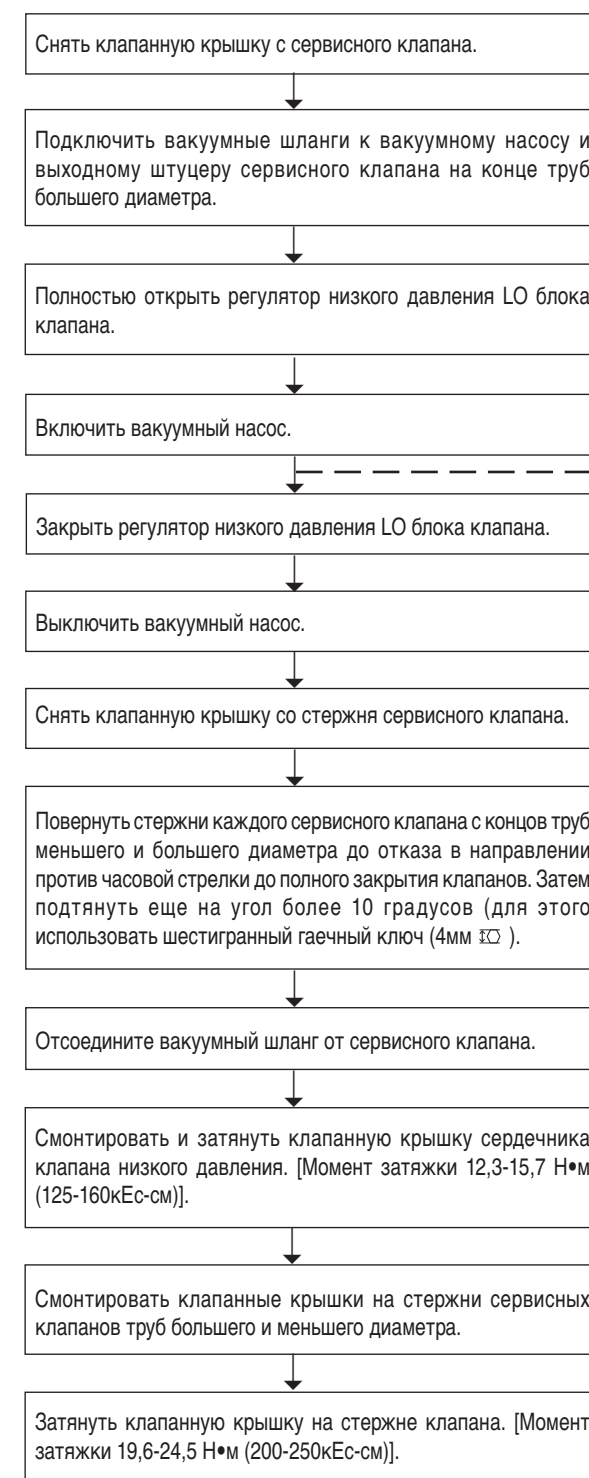 Снять клапанную крышку с сервисного клапана.
Подключить вакуумные шланги к вакуумному насосу и
выходному штуцеру сервисного клапана на конце труб
большего диаметра.
Полностью открыть регулятор низкого давления LO блока
клапана.
Включить вакуумный насос.
Закрыть регулятор низкого давления LO блока клапана.
Выключить вакуумный насос.
Снять клапанную крышку со стержня сервисного клапана.
Повернуть стержни каждого сервисного клапана с концов труб
меньшего и большего диаметра до отказа в направлении
против часовой стрелки до полного закрытия клапанов. Затем
подтянуть еще на угол более 10 градусов (для этого
использовать шестигранный гаечный ключ (4мм ).
Отсоедините вакуумный шланг от сервисного клапана.
Смонтировать и затянуть клапанную крышку сердечника
клапана низкого давления. [Момент затяжки 12,3-15,7 Н•м
(125-160кЕс-см)].
Смонтировать клапанные крышки на стержни сервисных
клапанов труб большего и меньшего диаметра.
Затянуть клапанную крышку на стержне клапана. [Момент
затяжки 19,6-24,5 Н•м (200-250кЕс-см)].